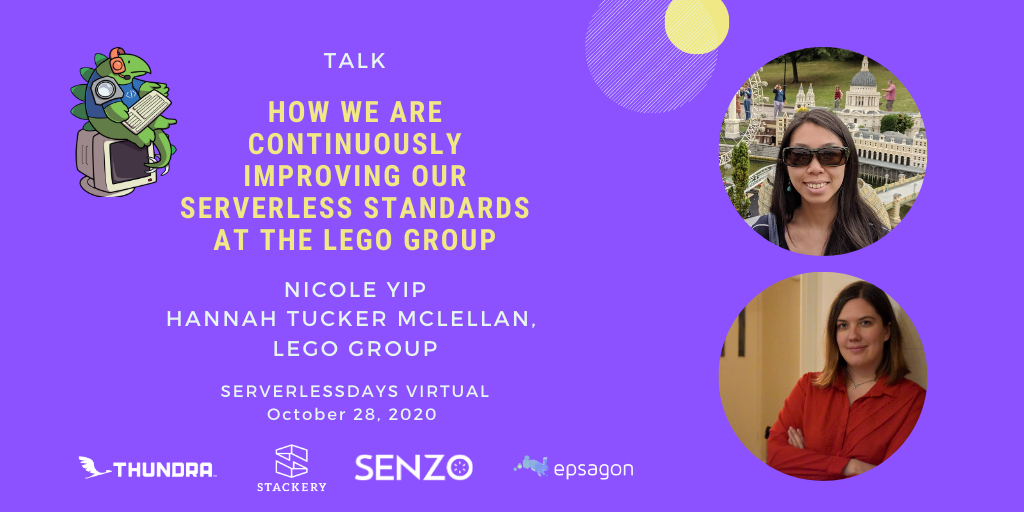 TALK
HOW WE ARE
CONTINUOUSLY
IMPROVING OUR
SERVERLESS STANDARDS
AT THE LEGO GROUP
NICOLE YIP
HANNAH TUCKER MCLELLAN,
LEGO GROUP
SERVERLESSDAYS VIRTUAL
October 28, 2020
THUNDRA
STACKERY
SENZO
epsagon